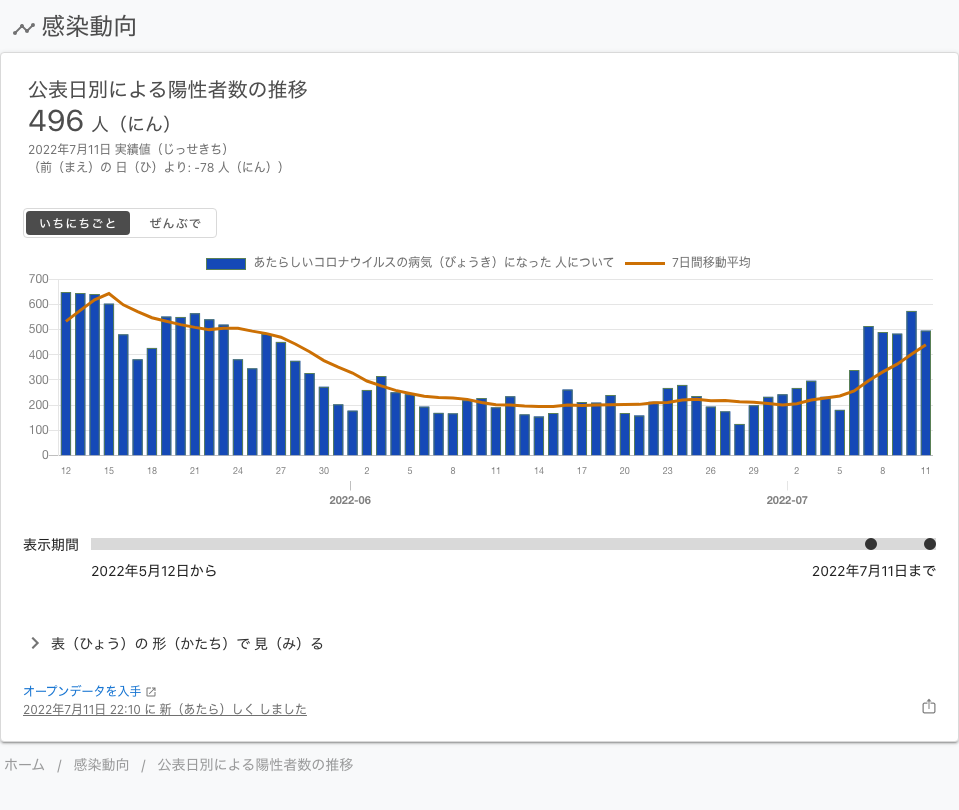 感染動向
公表日別による陽性者数の推移
496 人（にん）
2022年7月11日 実績値（じっせきち）
（前（まえ）の 日（ひ）より: -78 人（にん））
いちにちごと ぜんぶで
あたらしいコロナウイルスの病気（びょうき）になった 人について 7日間移動平均
700
600
500
400
300
200
100
0
12 15 18 21 24 27 30 2 5 8 11 14 17 20 23 26 29 2 5 8 11
2022-06 2022-07
表示期間
2022年5月12日から 2022年7月11日まで
表（ひょう）の 形（かたち）で 見（み）る
オープンデータを入手
2022年7月11日 22:10 に 新（あたら）しく しました
ホーム / 感染動向 / 公表日別による陽性者数の推移